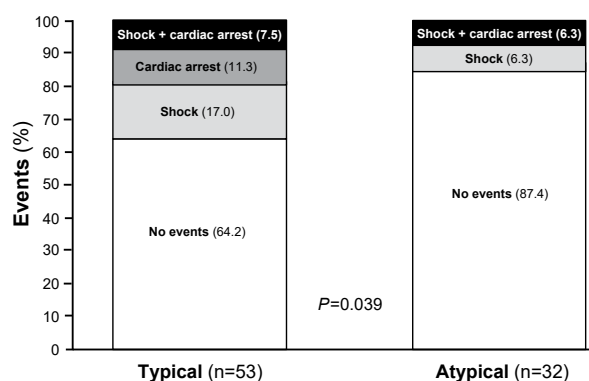 100
90
80
70
60
50
40
30
20
10
0
Events (%)
Shock + cardiac arrest (7.5)
Cardiac arrest (11.3)
Shock (17.0)
No events (64.2)
P=0.039
Shock + cardiac arrest (6.3)
Shock (6.3)
No events (87.4)
Typical (n=53)
Atypical (n=32)